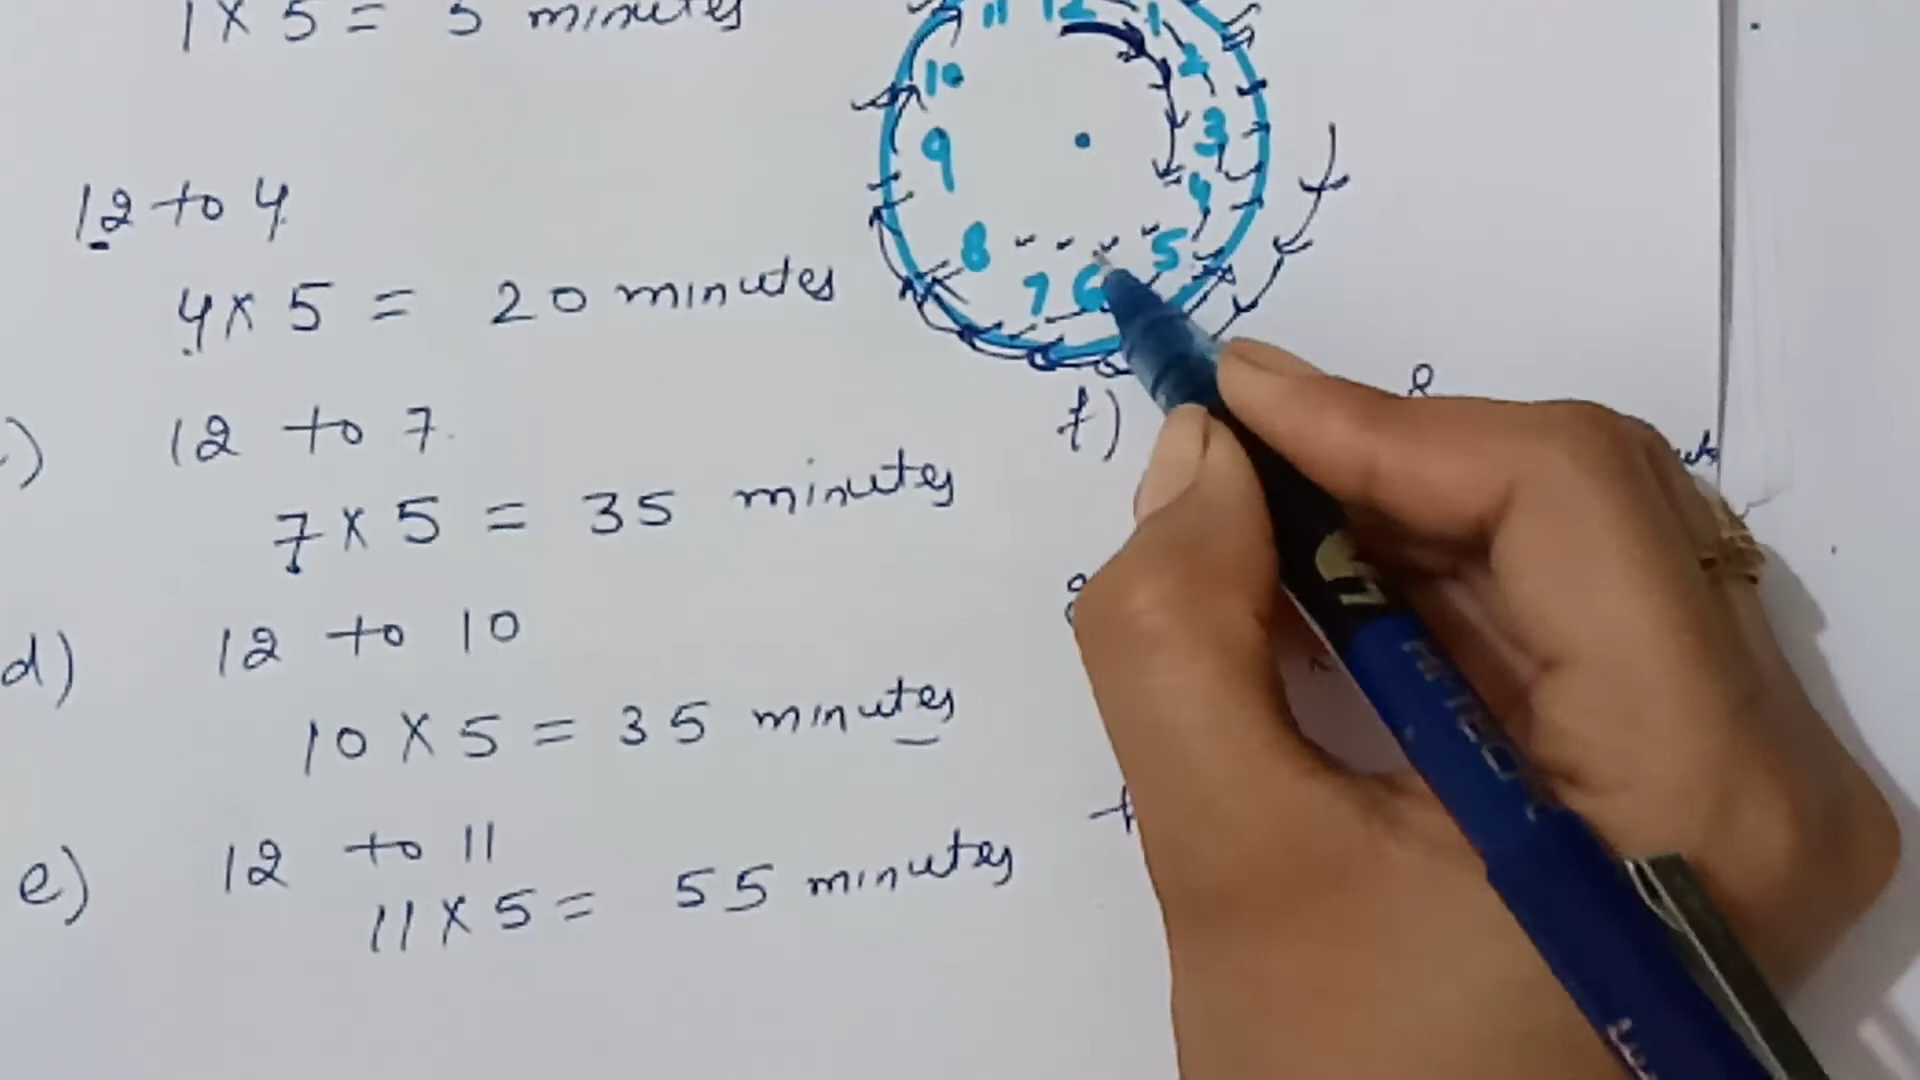 1 × 5 = 5 minutes
12 to 4
4 × 5 = 20 minutes
12 to 7
7 × 5 = 35 minutes
d) 12 to 10
10 × 5 = 35 minutes
e) 12 to 11
11 × 5 = 55 minutes
11 12 1
10 2
9 3
8 4
7 6 5
f)